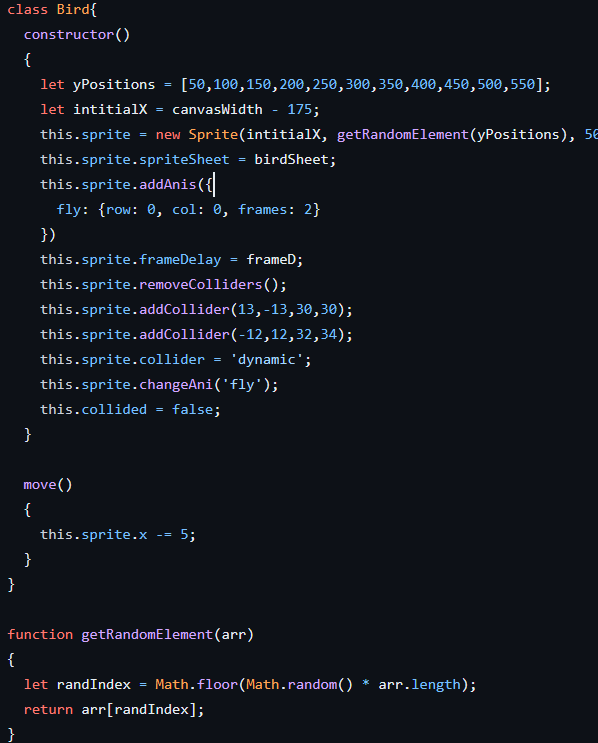 class Bird{
  constructor()
  {
    let yPositions = [50,100,150,200,250,300,350,400,450,500,550];
    let intitialX = canvasWidth - 175;
    this.sprite = new Sprite(intitialX, getRandomElement(yPositions), 50
    this.sprite.spriteSheet = birdSheet;
    this.sprite.addAnis({
      fly: {row: 0, col: 0, frames: 2}
    })
    this.sprite.frameDelay = frameD;
    this.sprite.removeColliders();
    this.sprite.addCollider(13,-13,30,30);
    this.sprite.addCollider(-12,12,32,34);
    this.sprite.collider = 'dynamic';
    this.sprite.changeAni('fly');
    this.collided = false;
  }

  move()
  {
    this.sprite.x -= 5;
  }
}

function getRandomElement(arr)
{
  let randIndex = Math.floor(Math.random() * arr.length);
  return arr[randIndex];
}